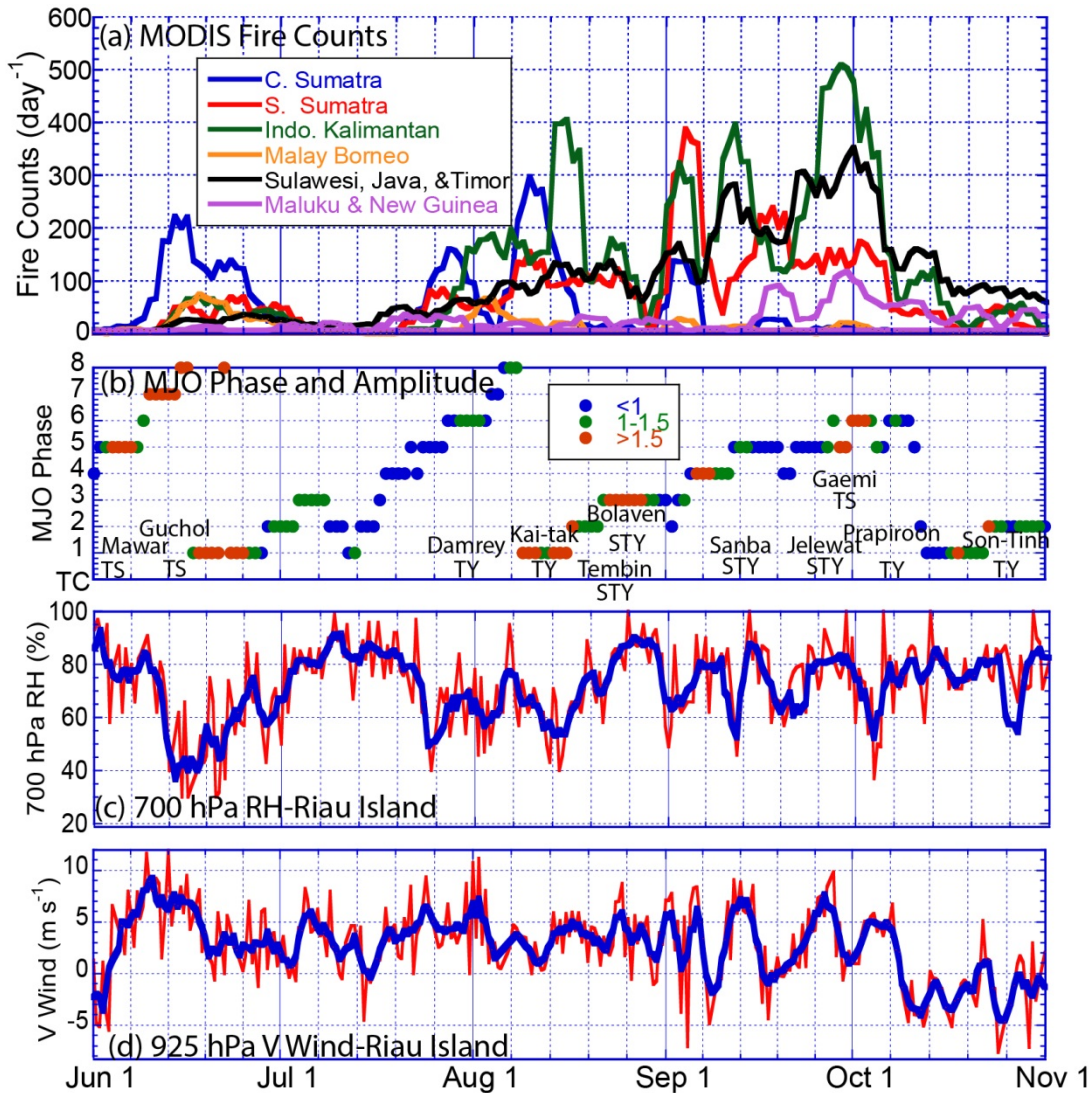 600
(a) MODIS Fire Counts
500
C. Sumatra
400
S. Sumatra
Indo. Kalimantan
300
Malay Borneo
200
Sulawesi, Java, &Timor
Maluku & New Guinea
100
0
Fire Counts (day-1)
8
(b) MJO Phase and Amplitude
7
<1
6
1-1.5
5
>1.5
4
3
2
1
TC
MJO Phase
Mawar
TS
Guchol
TS
Damrey
TY
Kai-tak
TY
Bolaven
STY
Tembin
STY
Sanba
STY
Jelewat
STY
Gaemi
TS
Prapiroon
TY
Son-Tinh
TY
100
80
60
40
20
700 hPa RH (%)
(c) 700 hPa RH-Riau Island
10
5
0
-5
V Wind (m s-1)
(d) 925 hPa V Wind-Riau Island
Jun 1 Jul 1 Aug 1 Sep 1 Oct 1 Nov 1